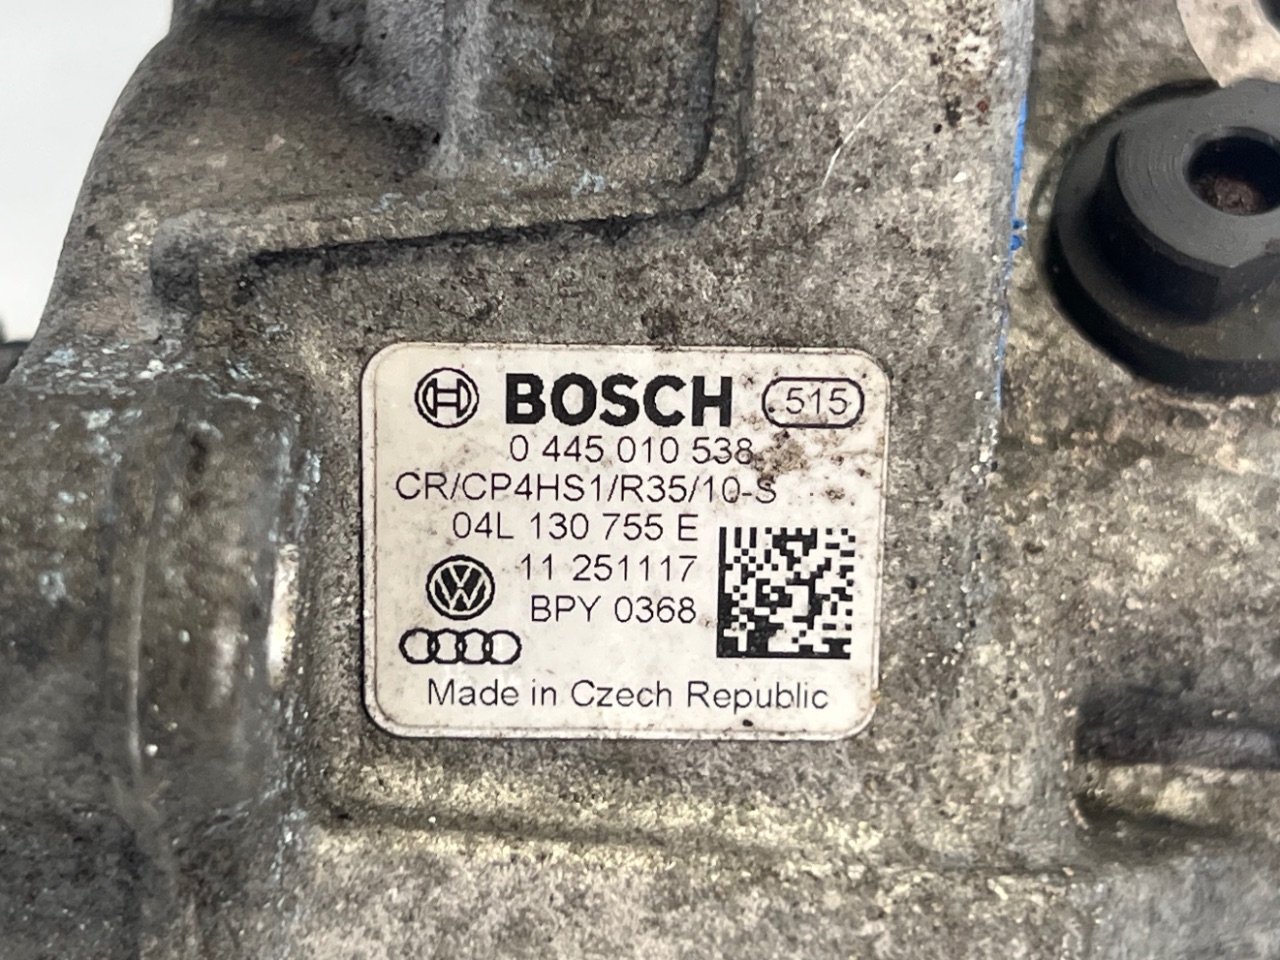 BOSCH 515
0 445 010 538
CR/CP4HS1/R35/10-S
04L 130 755 E
11 251117
BPY 0368
Made in Czech Republic